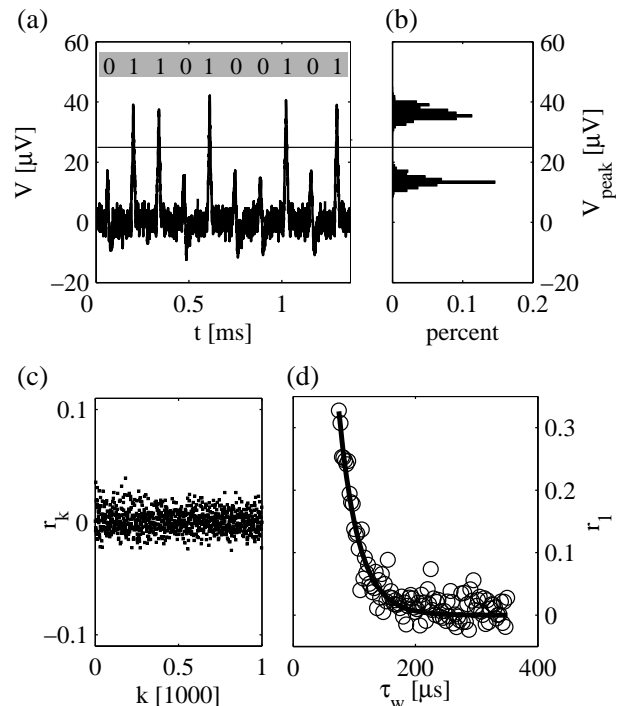 (a)
(b)
60
40
20
0
−20
V [μV]
0 1 1 0 1 0 0 1 0 1
0
0.5
1
t [ms]
60
40
20
0
−20
V_peak [μV]
0
0.1
0.2
percent
(c)
(d)
0.1
0
−0.1
r_k
0
0.5
1
k [1000]
0.3
0.2
0.1
0
r_1
0
200
400
τ_w [μs]